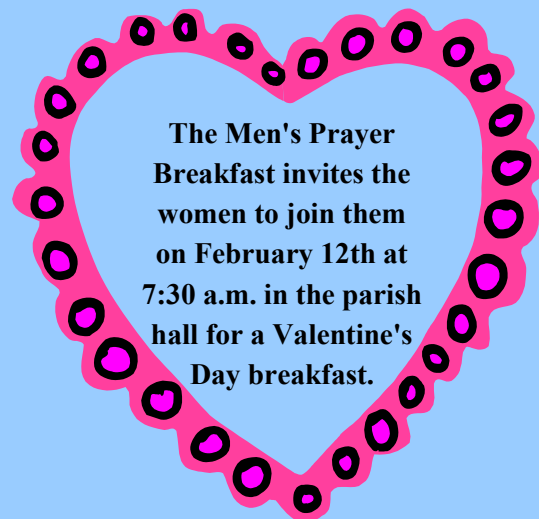 The Men's Prayer
Breakfast invites the
women to join them
on February 12th at
7:30 a.m. in the parish
hall for a Valentine's
Day breakfast.